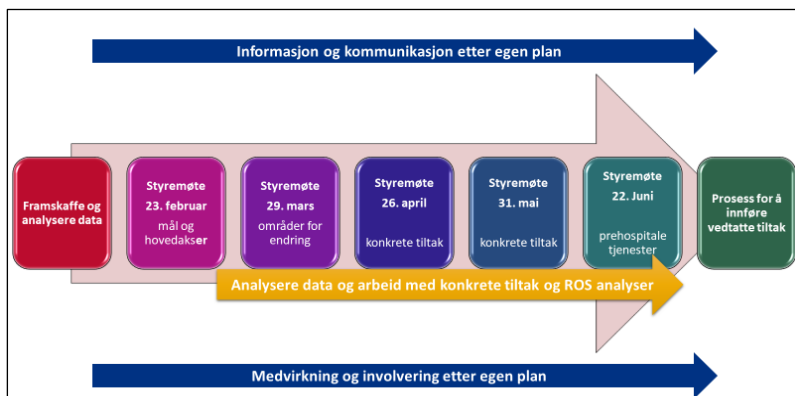 Informasjon og kommunikasjon etter egen plan
Framskaffe og
analysere data
Styremøte
23. februar
mål og
hovedakser
Styremøte
29. mars
områder for
endring
Styremøte
26. april
konkrete tiltak
Styremøte
31. mai
konkrete tiltak
Styremøte
22. Juni
prehospitale
tjenester
Prosess for å
innføre
vedtatte tiltak
Analysere data og arbeid med konkrete tiltak og ROS analyser
Medvirkning og involvering etter egen plan